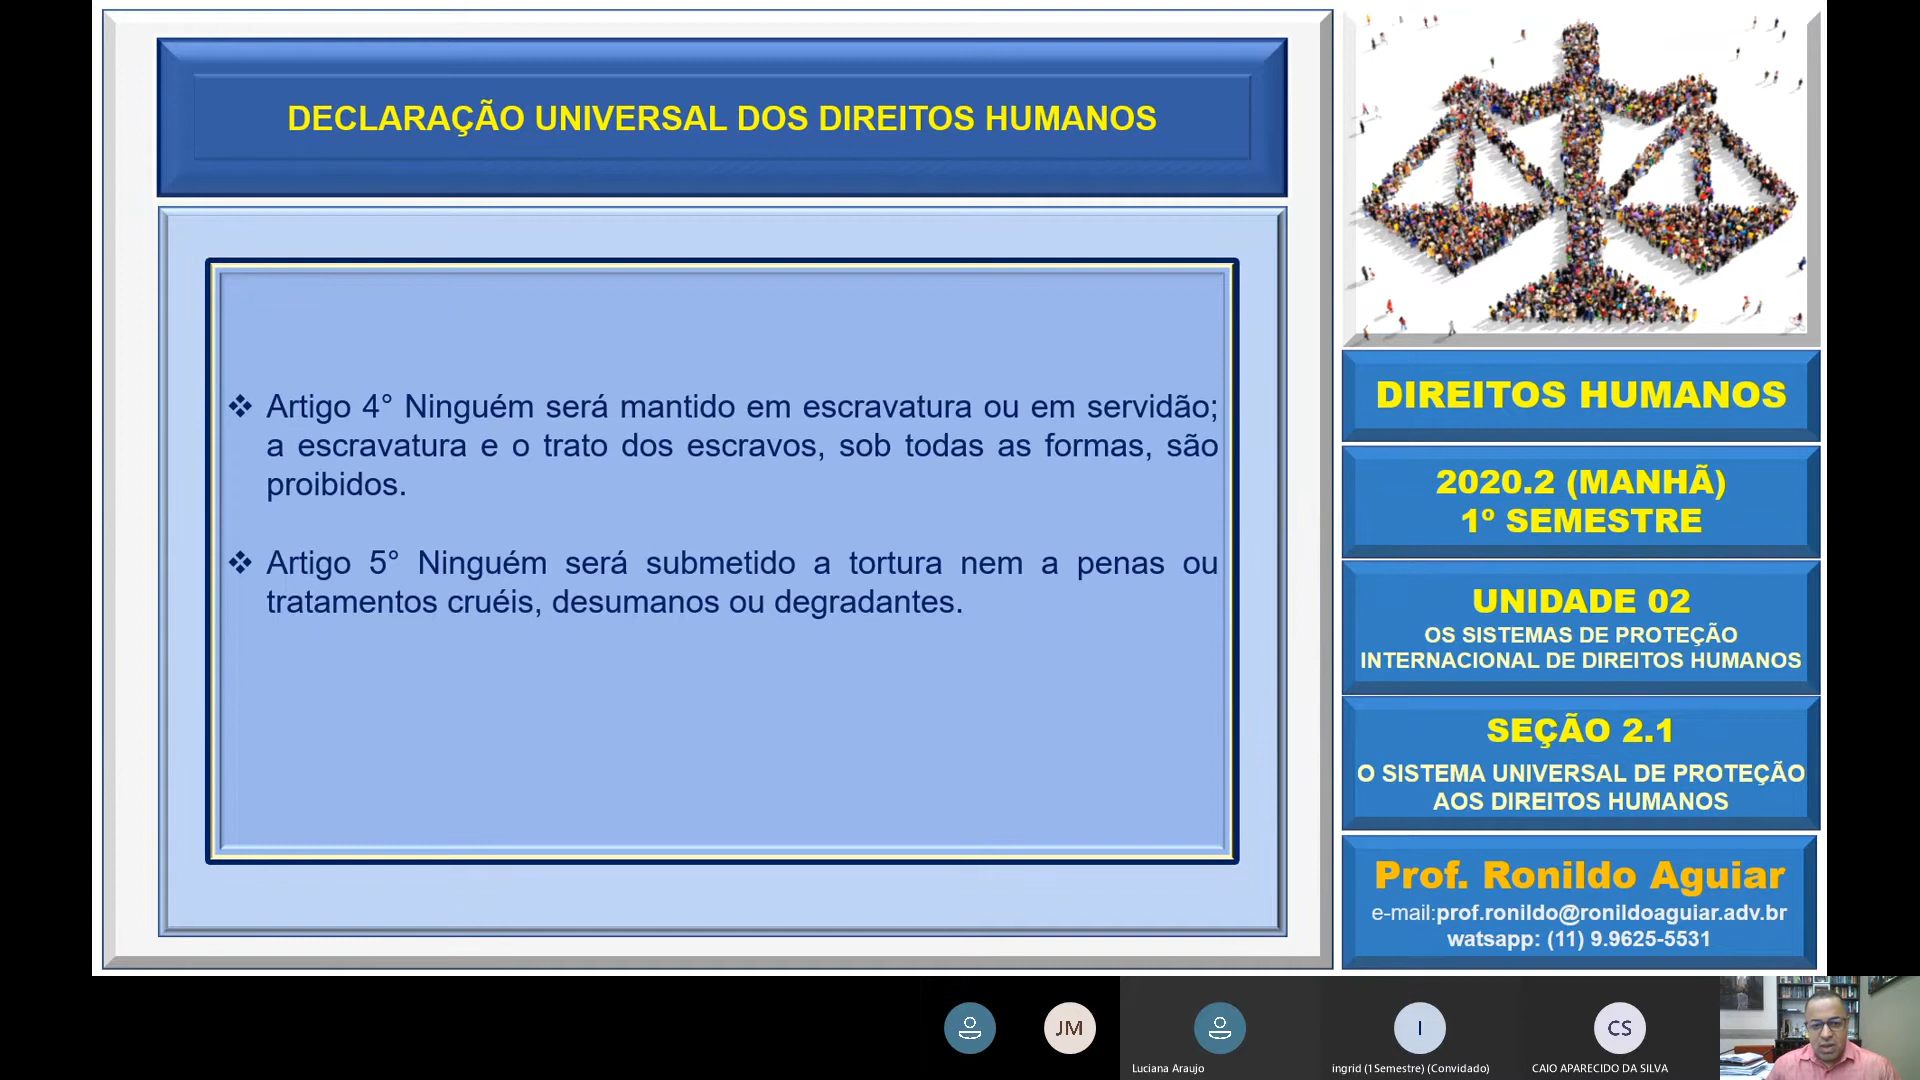 DECLARAÇÃO UNIVERSAL DOS DIREITOS HUMANOS
❖ Artigo 4° Ninguém será mantido em escravatura ou em servidão;
a escravatura e o trato dos escravos, sob todas as formas, são
proibidos.
❖ Artigo 5° Ninguém será submetido a tortura nem a penas ou
tratamentos cruéis, desumanos ou degradantes.
DIREITOS HUMANOS
2020.2 (MANHÃ)
1º SEMESTRE
UNIDADE 02
OS SISTEMAS DE PROTEÇÃO
INTERNACIONAL DE DIREITOS HUMANOS
SEÇÃO 2.1
O SISTEMA UNIVERSAL DE PROTEÇÃO
AOS DIREITOS HUMANOS
Prof. Ronildo Aguiar
e-mail:prof.ronildo@ronildoaguiar.adv.br
watsapp: (11) 9.9625-5531
JM
I
CS
Luciana Araujo
ingrid (1Semestre) (Convidado)
CAIO APARECIDO DA SILVA